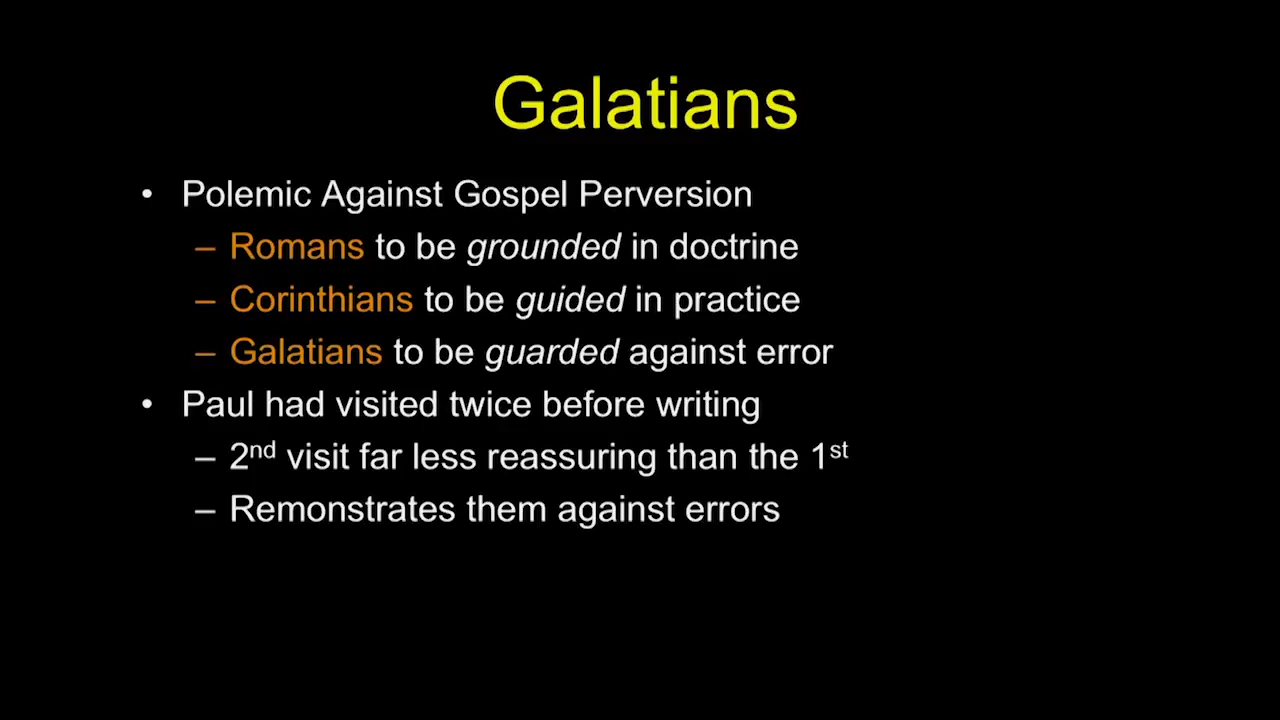 Galatians
• Polemic Against Gospel Perversion
– Romans to be grounded in doctrine
– Corinthians to be guided in practice
– Galatians to be guarded against error
• Paul had visited twice before writing
– 2nd visit far less reassuring than the 1st
– Remonstrates them against errors